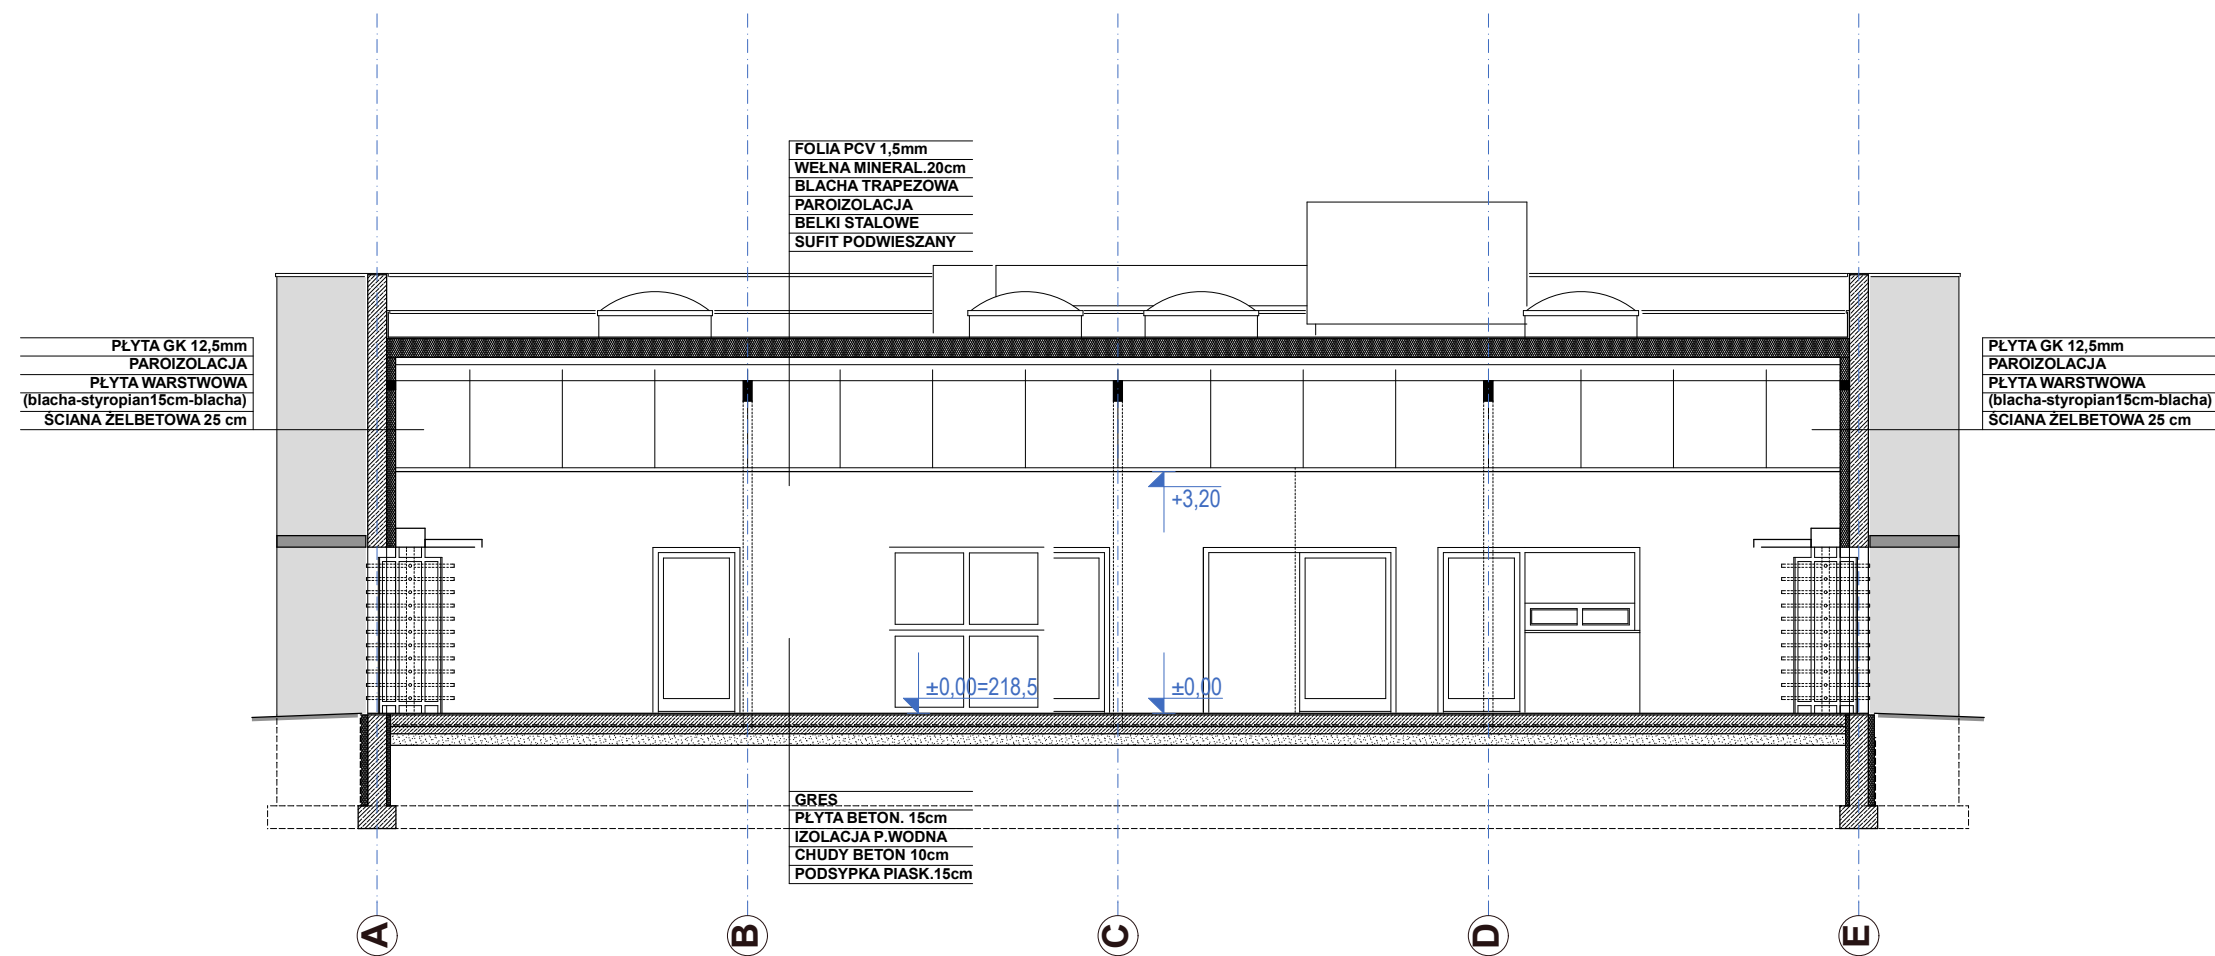 FOLIA PCV 1,5mm
WEŁNA MINERAL.20cm
BLACHA TRAPEZOWA
PAROIZOLACJA
BELKI STALOWE
SUFIT PODWIESZANY
PŁYTA GK 12,5mm
PAROIZOLACJA
PŁYTA WARSTWOWA
(blacha-styropian15cm-blacha)
ŚCIANA ŻELBETOWA 25 cm
PŁYTA GK 12,5mm
PAROIZOLACJA
PŁYTA WARSTWOWA
(blacha-styropian15cm-blacha)
ŚCIANA ŻELBETOWA 25 cm
+3,20
±0,00=218,5
±0,00
GRES
PŁYTA BETON. 15cm
IZOLACJA P.WODNA
CHUDY BETON 10cm
PODSYPKA PIASK.15cm
A
B
C
D
E